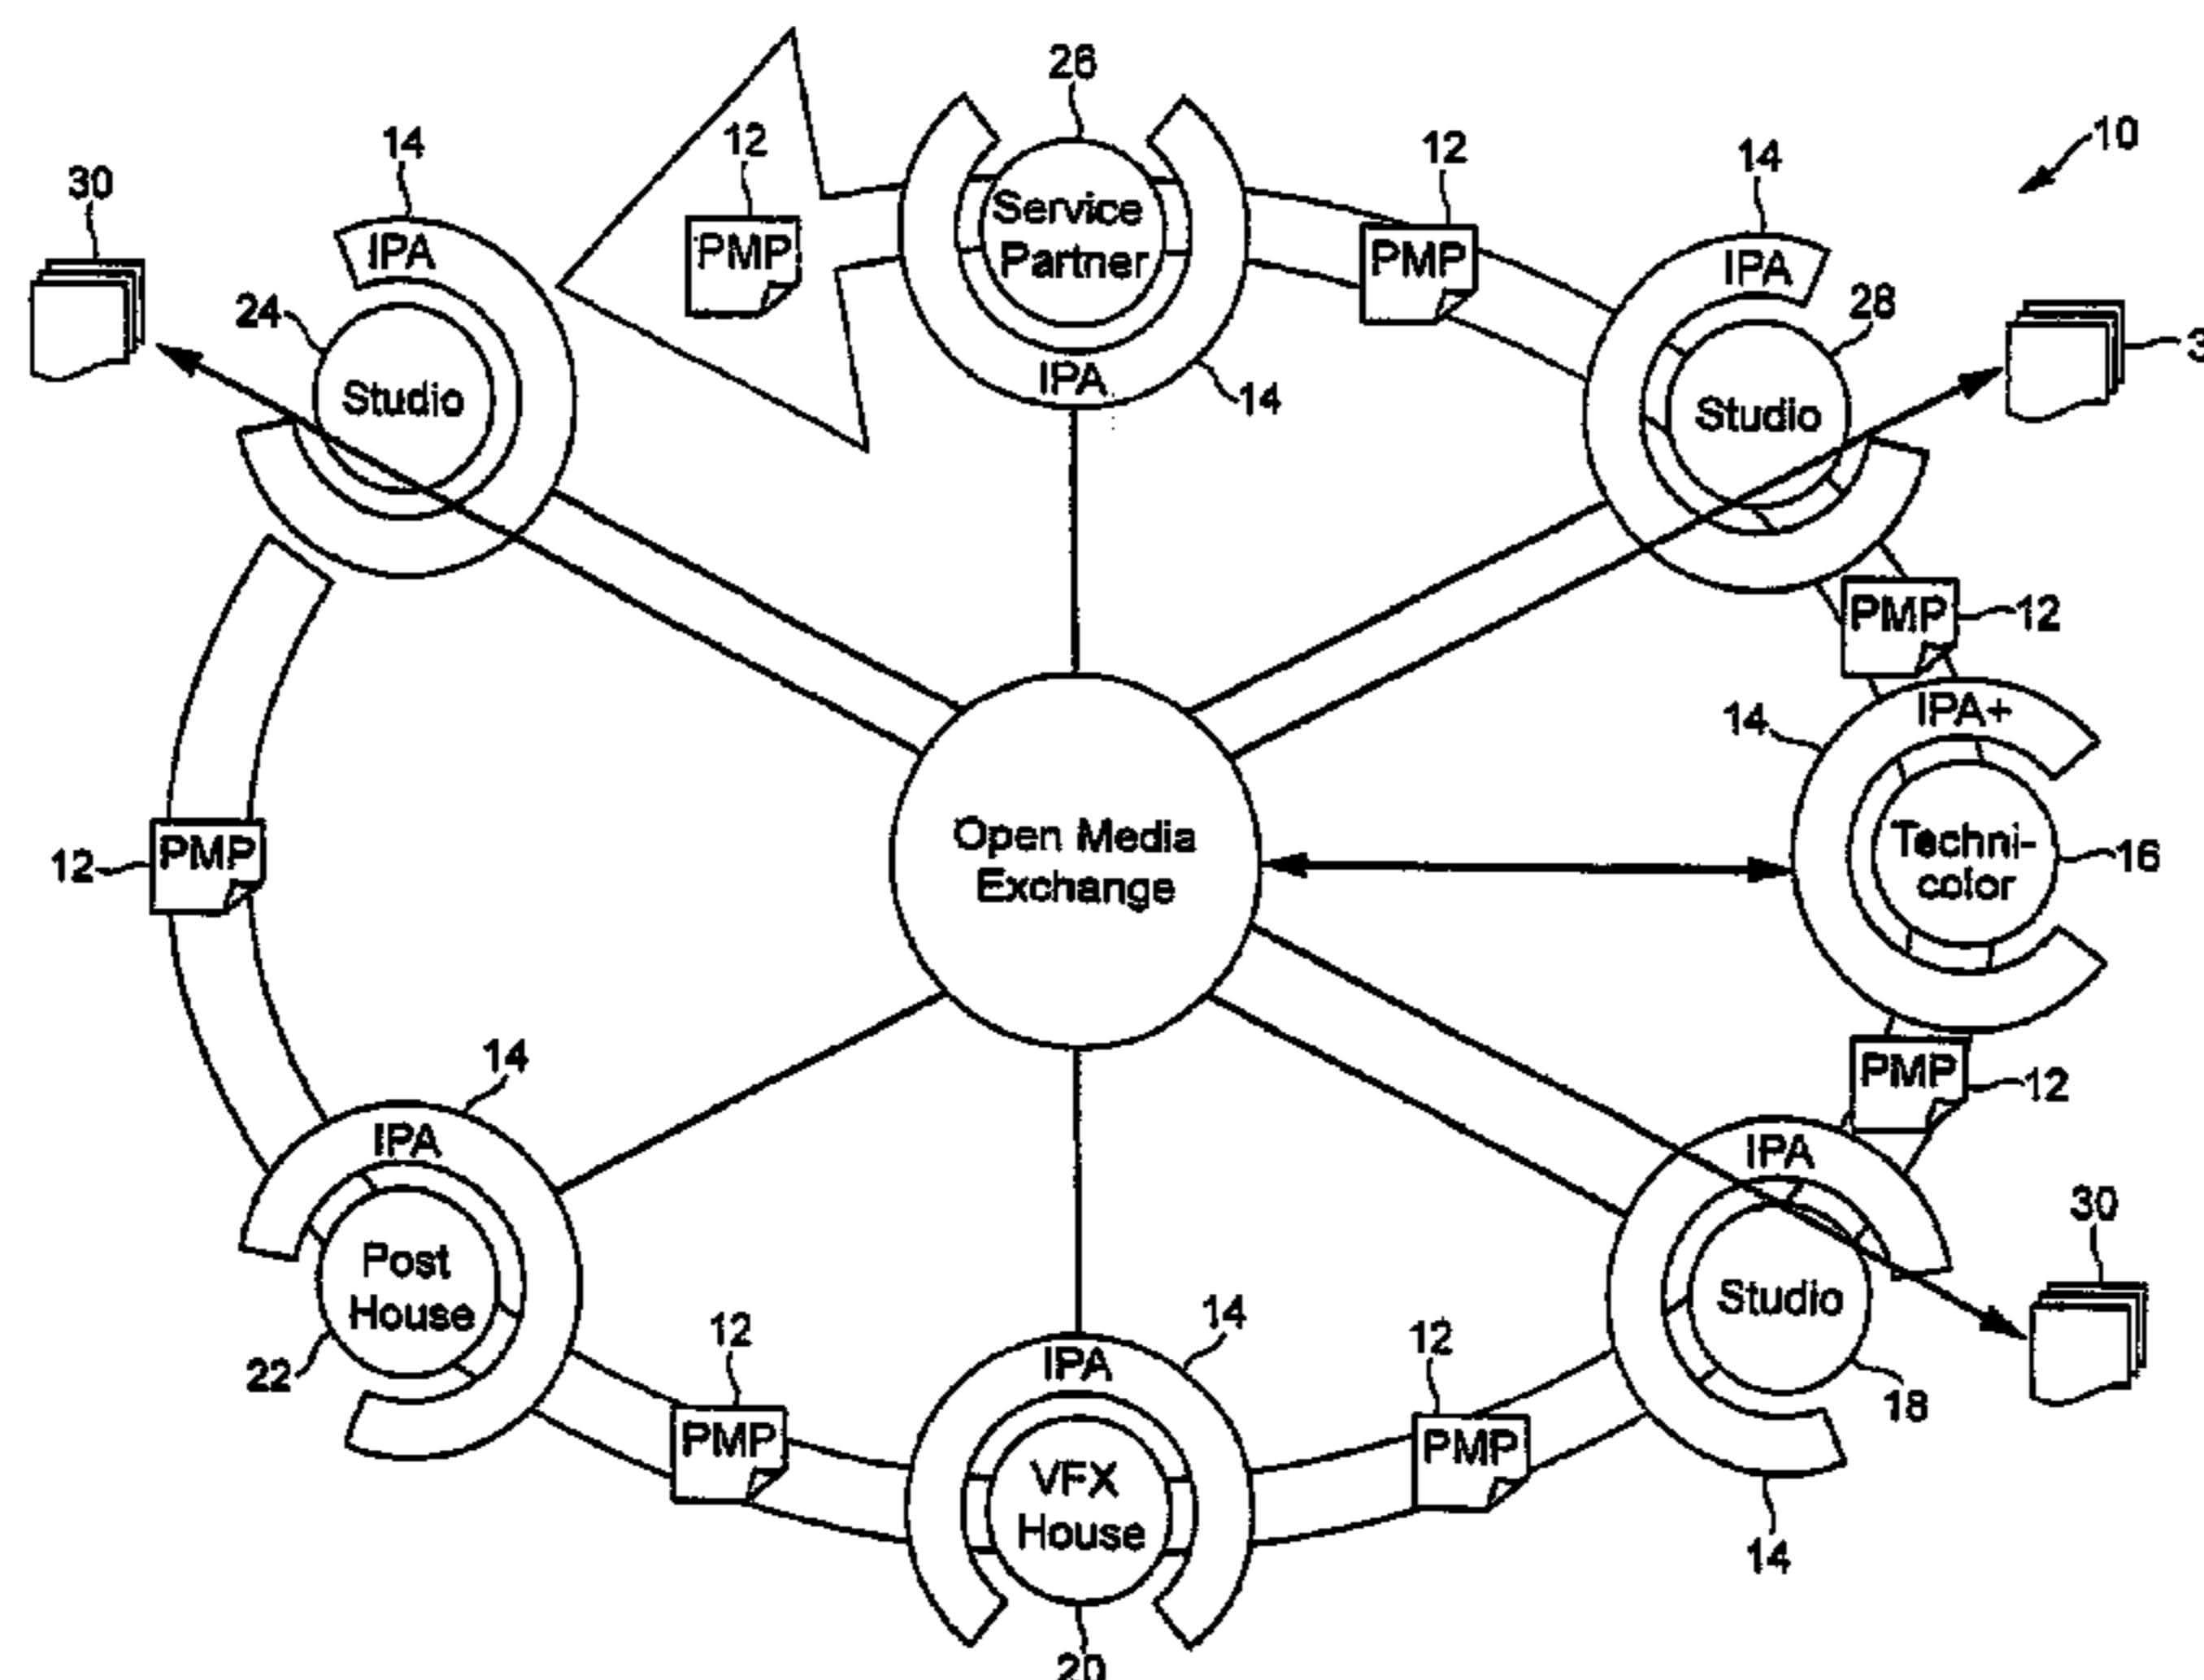 26
12
12
10
14
14
30
IPA
Service
Partner
PMP
PMP
IPA
28
24
Studio
IPA
14
Studio
3
PMP
12
14
IPA+
Open Media
Exchange
Techni-
color
16
12
PMP
14
PMP
12
IPA
IPA
30
Post
House
Studio
22
12
14
12
18
IPA
PMP
PMP
VFX
House
14
20